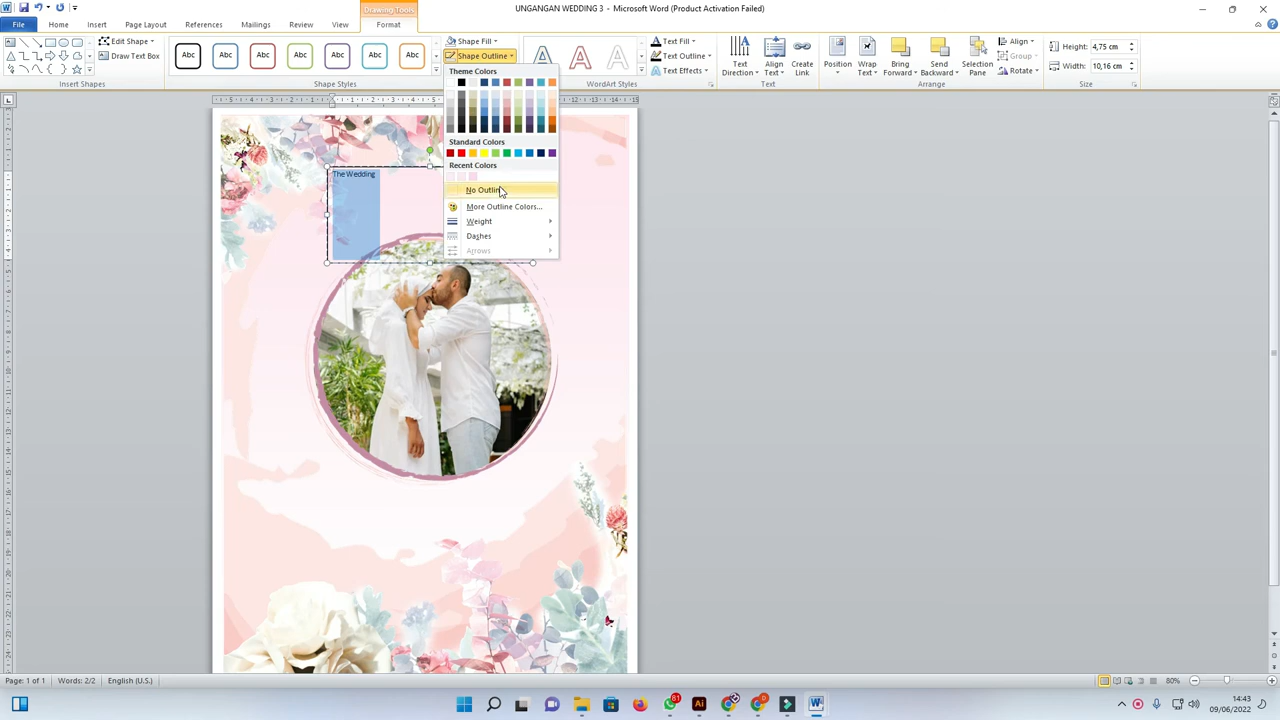 UNGANGAN WEDDING 3 - Microsoft Word (Product Activation Failed)
Drawing Tools
File Home Insert Page Layout References Mailings Review View Format
Edit Shape
Draw Text Box
Insert Shapes
Abc Abc Abc Abc Abc Abc Abc
Shape Styles
Shape Fill
Shape Outline
WordArt Styles
Text Fill
Text Outline
Text Effects
Text Direction
Align Text
Create Link
Text
Position
Wrap Text
Bring Forward
Send Backward
Selection Pane
Align
Group
Rotate
Arrange
Height: 4,75 cm
Width: 10,16 cm
Size
Theme Colors
Standard Colors
Recent Colors
No Outline
More Outline Colors...
Weight
Dashes
Arrows
The Wedding
Page: 1 of 1 Words: 2/2 English (U.S.) 80%
81
14:43
09/06/2022